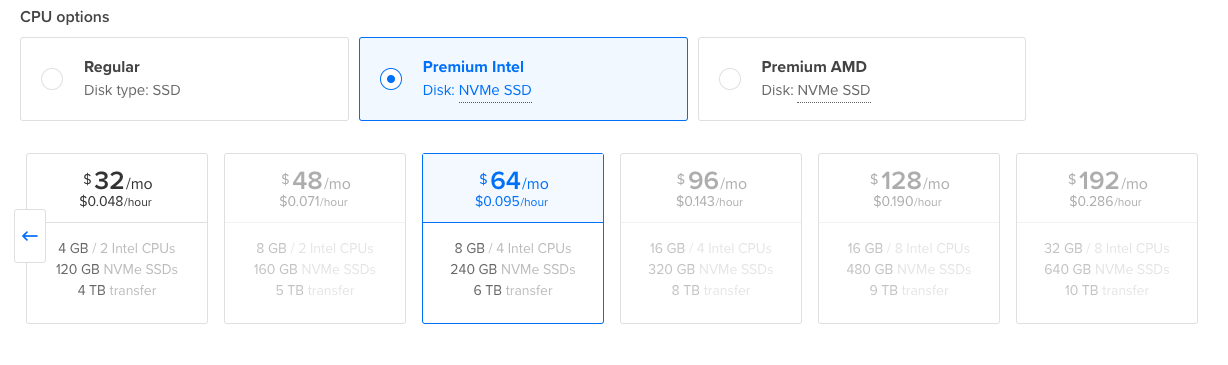 CPU options
Regular
Disk type: SSD
Premium Intel
Disk: NVMe SSD
Premium AMD
Disk: NVMe SSD
$32/mo
$0.048/hour
4 GB / 2 Intel CPUs
120 GB NVMe SSDs
4 TB transfer
$48/mo
$0.071/hour
8 GB / 2 Intel CPUs
160 GB NVMe SSDs
5 TB transfer
$64/mo
$0.095/hour
8 GB / 4 Intel CPUs
240 GB NVMe SSDs
6 TB transfer
$96/mo
$0.143/hour
16 GB / 4 Intel CPUs
320 GB NVMe SSDs
8 TB transfer
$128/mo
$0.190/hour
16 GB / 8 Intel CPUs
480 GB NVMe SSDs
9 TB transfer
$192/mo
$0.286/hour
32 GB / 8 Intel CPUs
640 GB NVMe SSDs
10 TB transfer